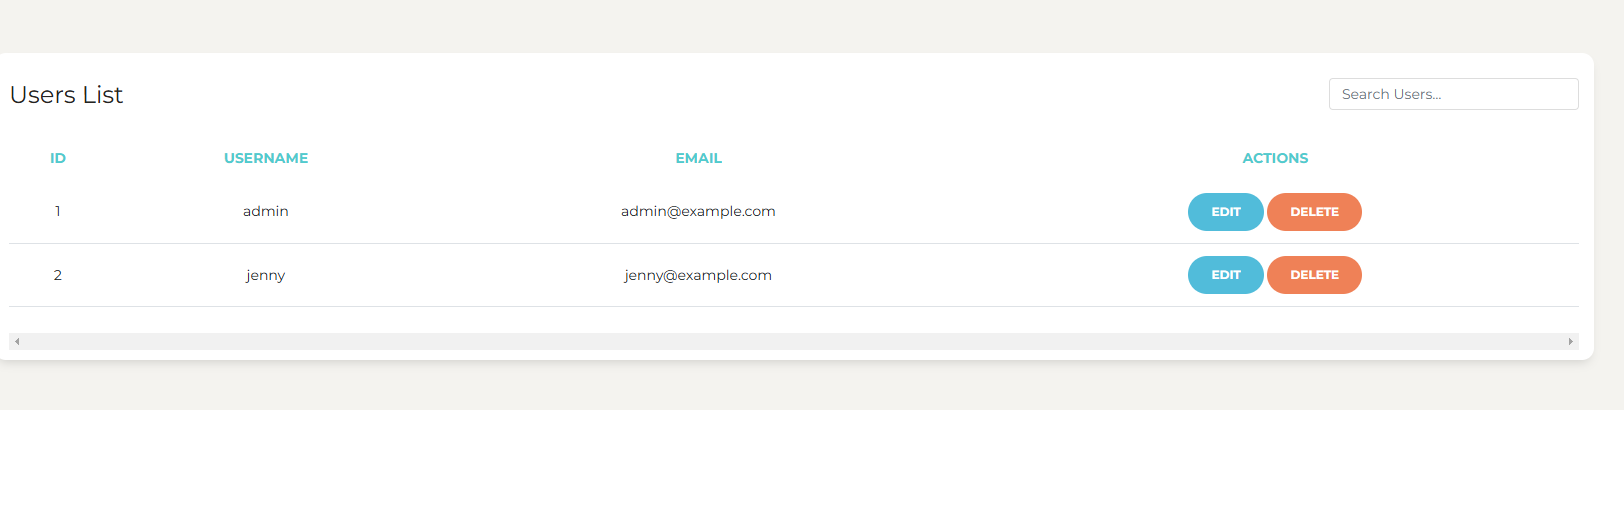 Users List
Search Users...
ID USERNAME EMAIL ACTIONS
1 admin admin@example.com EDIT DELETE
2 jenny jenny@example.com EDIT DELETE